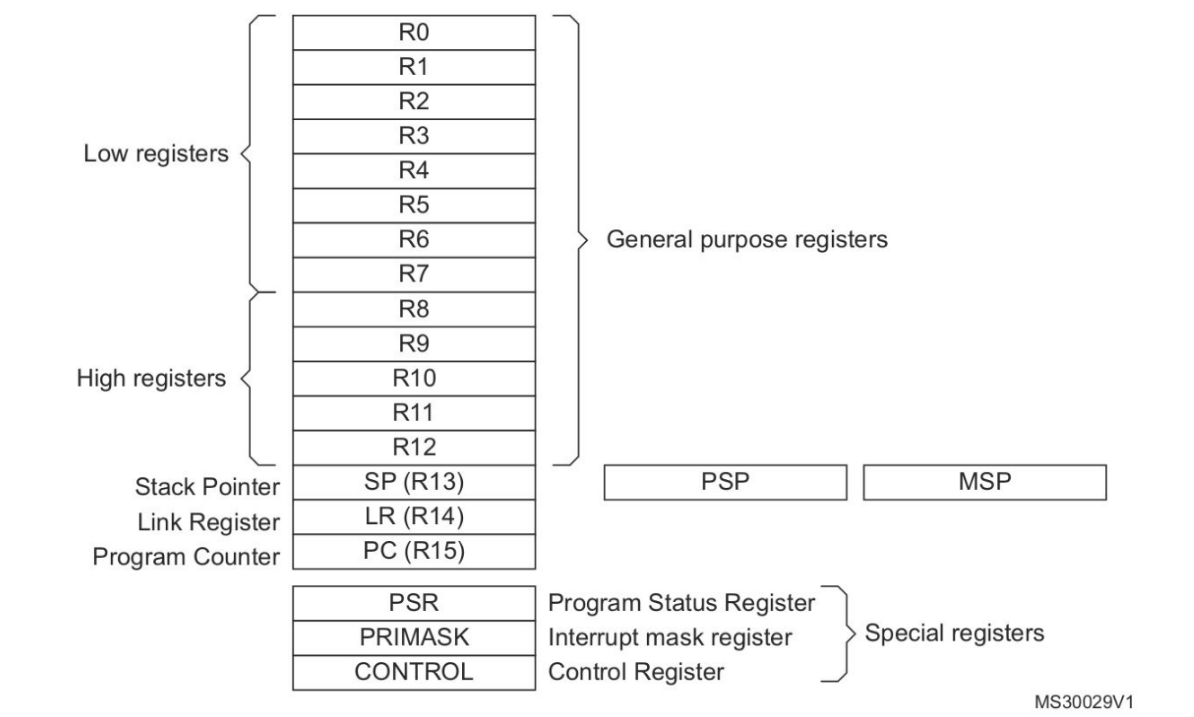 R0
R1
R2
Low registers R3
R4
R5
R6 General purpose registers
R7
R8
R9
High registers R10
R11
R12
Stack Pointer SP (R13) PSP MSP
Link Register LR (R14)
Program Counter PC (R15)
PSR Program Status Register
PRIMASK Interrupt mask register Special registers
CONTROL Control Register
MS30029V1